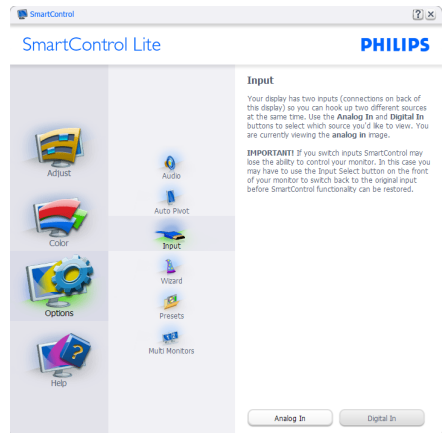 SmartControl
SmartControl Lite
PHILIPS
Adjust
Color
Options
Help
Audio
Auto Pivot
Input
Wizard
Presets
Multi Monitors
Input
Your display has two inputs (connections on back of
this display) so you can hook up two different sources
at the same time. Use the Analog In and Digital In
buttons to select which source you'd like to view. You
are currently viewing the analog in image.
IMPORTANT! If you switch inputs SmartControl may
lose the ability to control your monitor. In this case you
may have to use the Input Select button on the front
of your monitor to switch back to the original input
before SmartControl functionality can be restored.
Analog In
Digital In